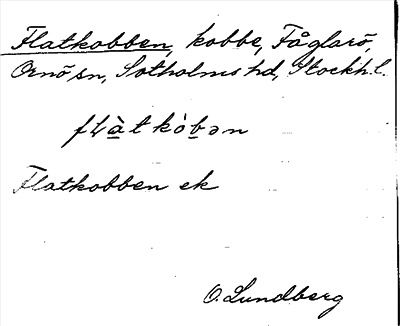 Flatkobben, kobbe, Fåglarö,
Ornö sn, Sotholms hd, Stockh. l.
flàtkòbən
Flatkobben ek
O. Lundberg